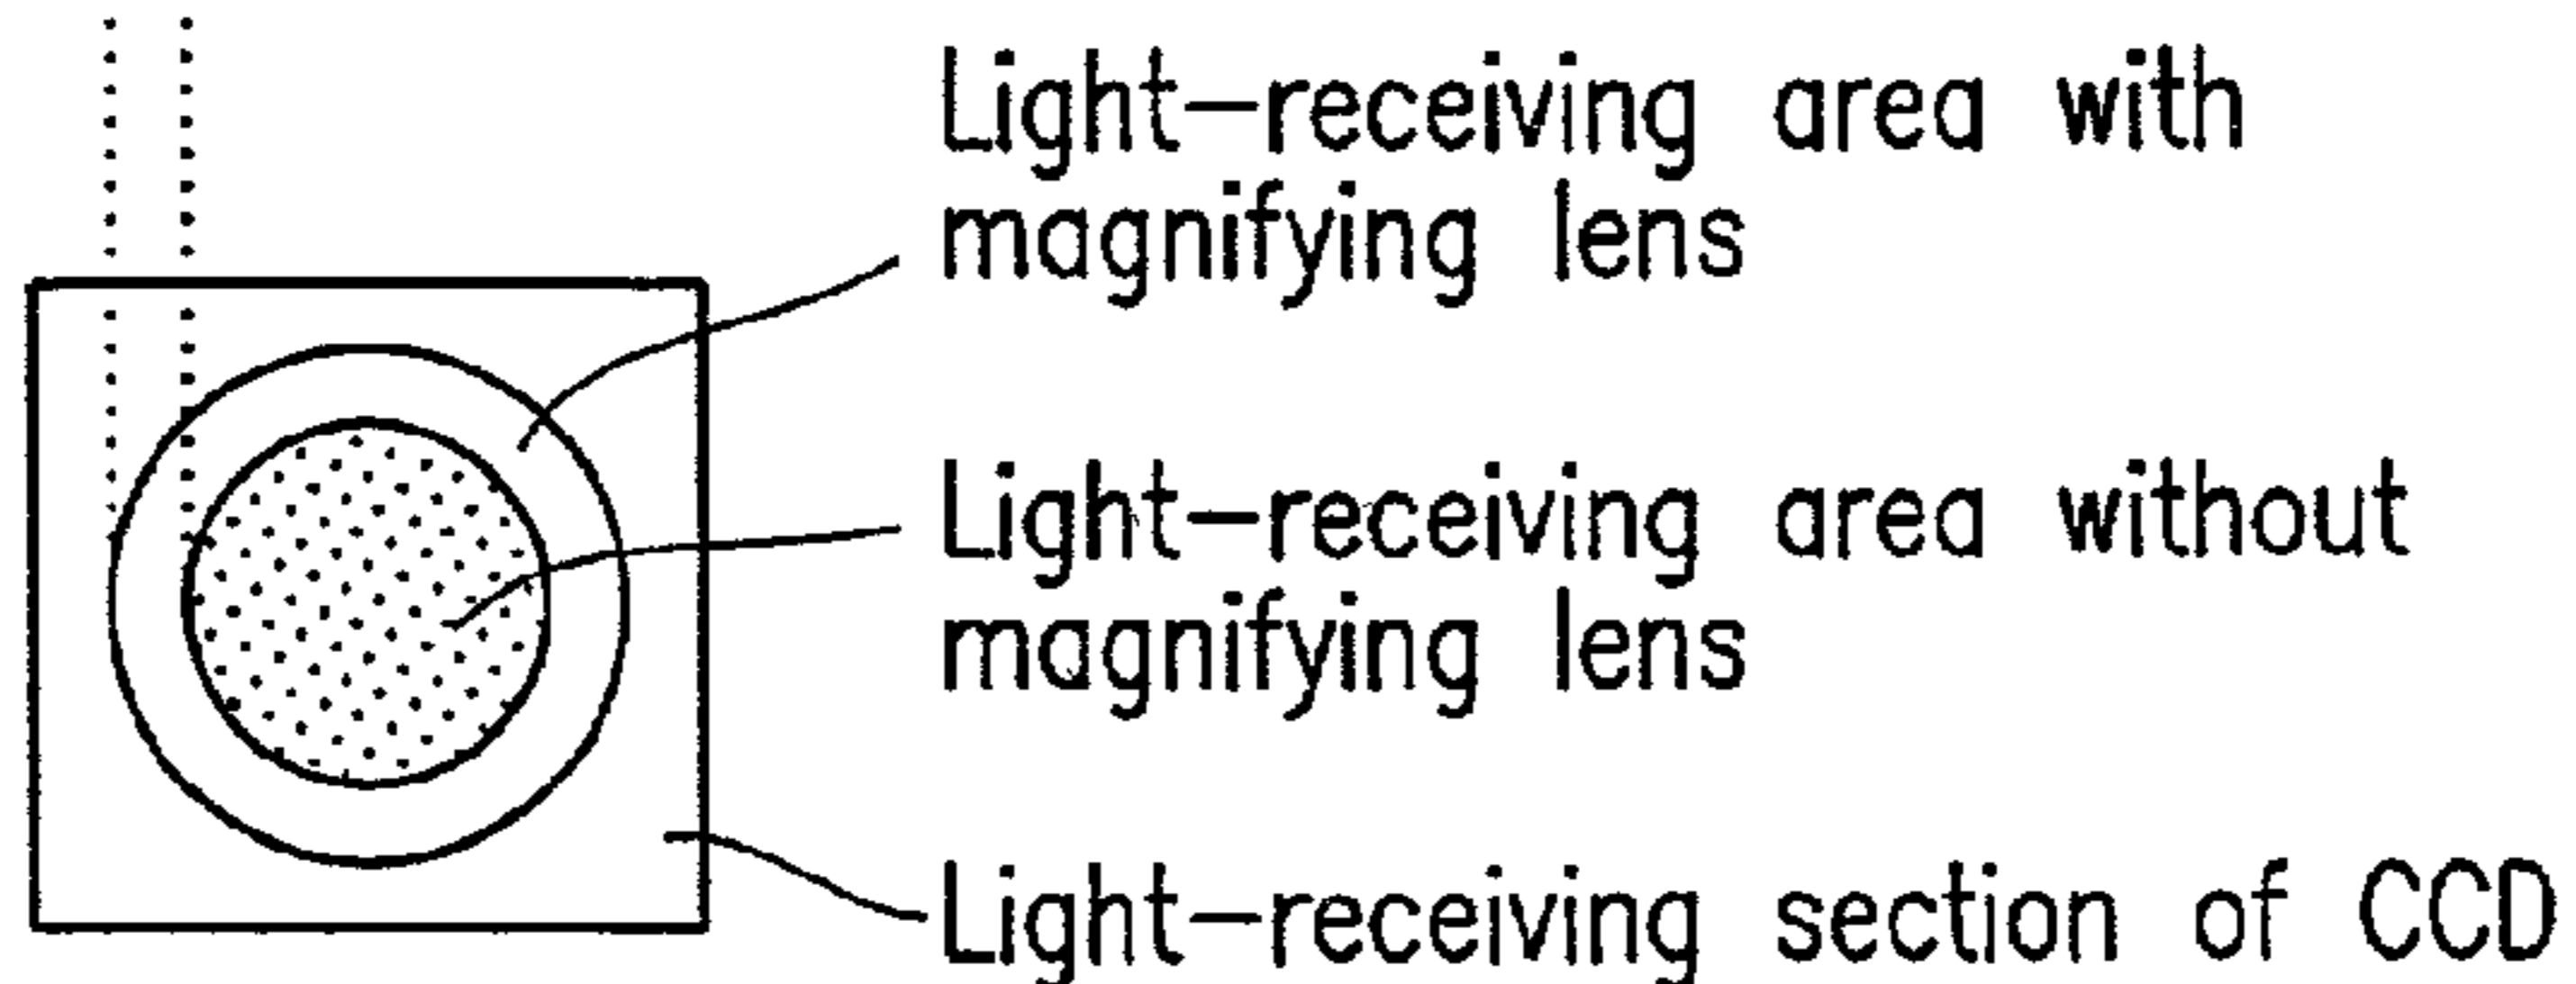 Light-receiving area with
magnifying lens
Light-receiving area without
magnifying lens
Light-receiving section of CCD